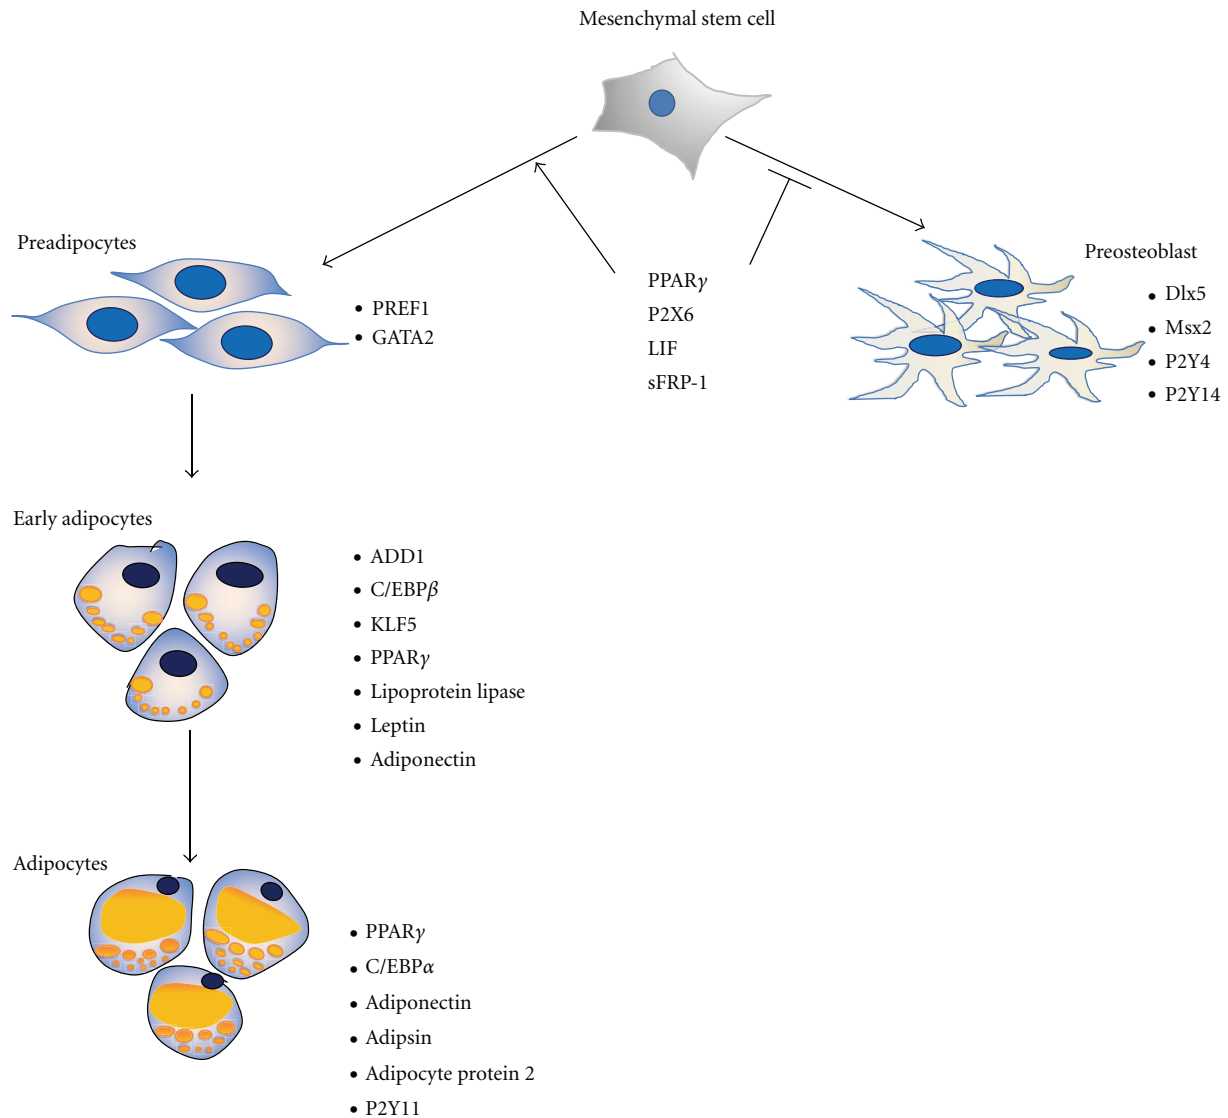 Mesenchymal stem cell
Preadipocytes
• PREF1
• GATA2
PPARγ
P2X6
LIF
sFRP-1
Preosteoblast
• Dlx5
• Msx2
• P2Y4
• P2Y14
Early adipocytes
• ADD1
• C/EBPβ
• KLF5
• PPARγ
• Lipoprotein lipase
• Leptin
• Adiponectin
Adipocytes
• PPARγ
• C/EBPα
• Adiponectin
• Adipsin
• Adipocyte protein 2
• P2Y11